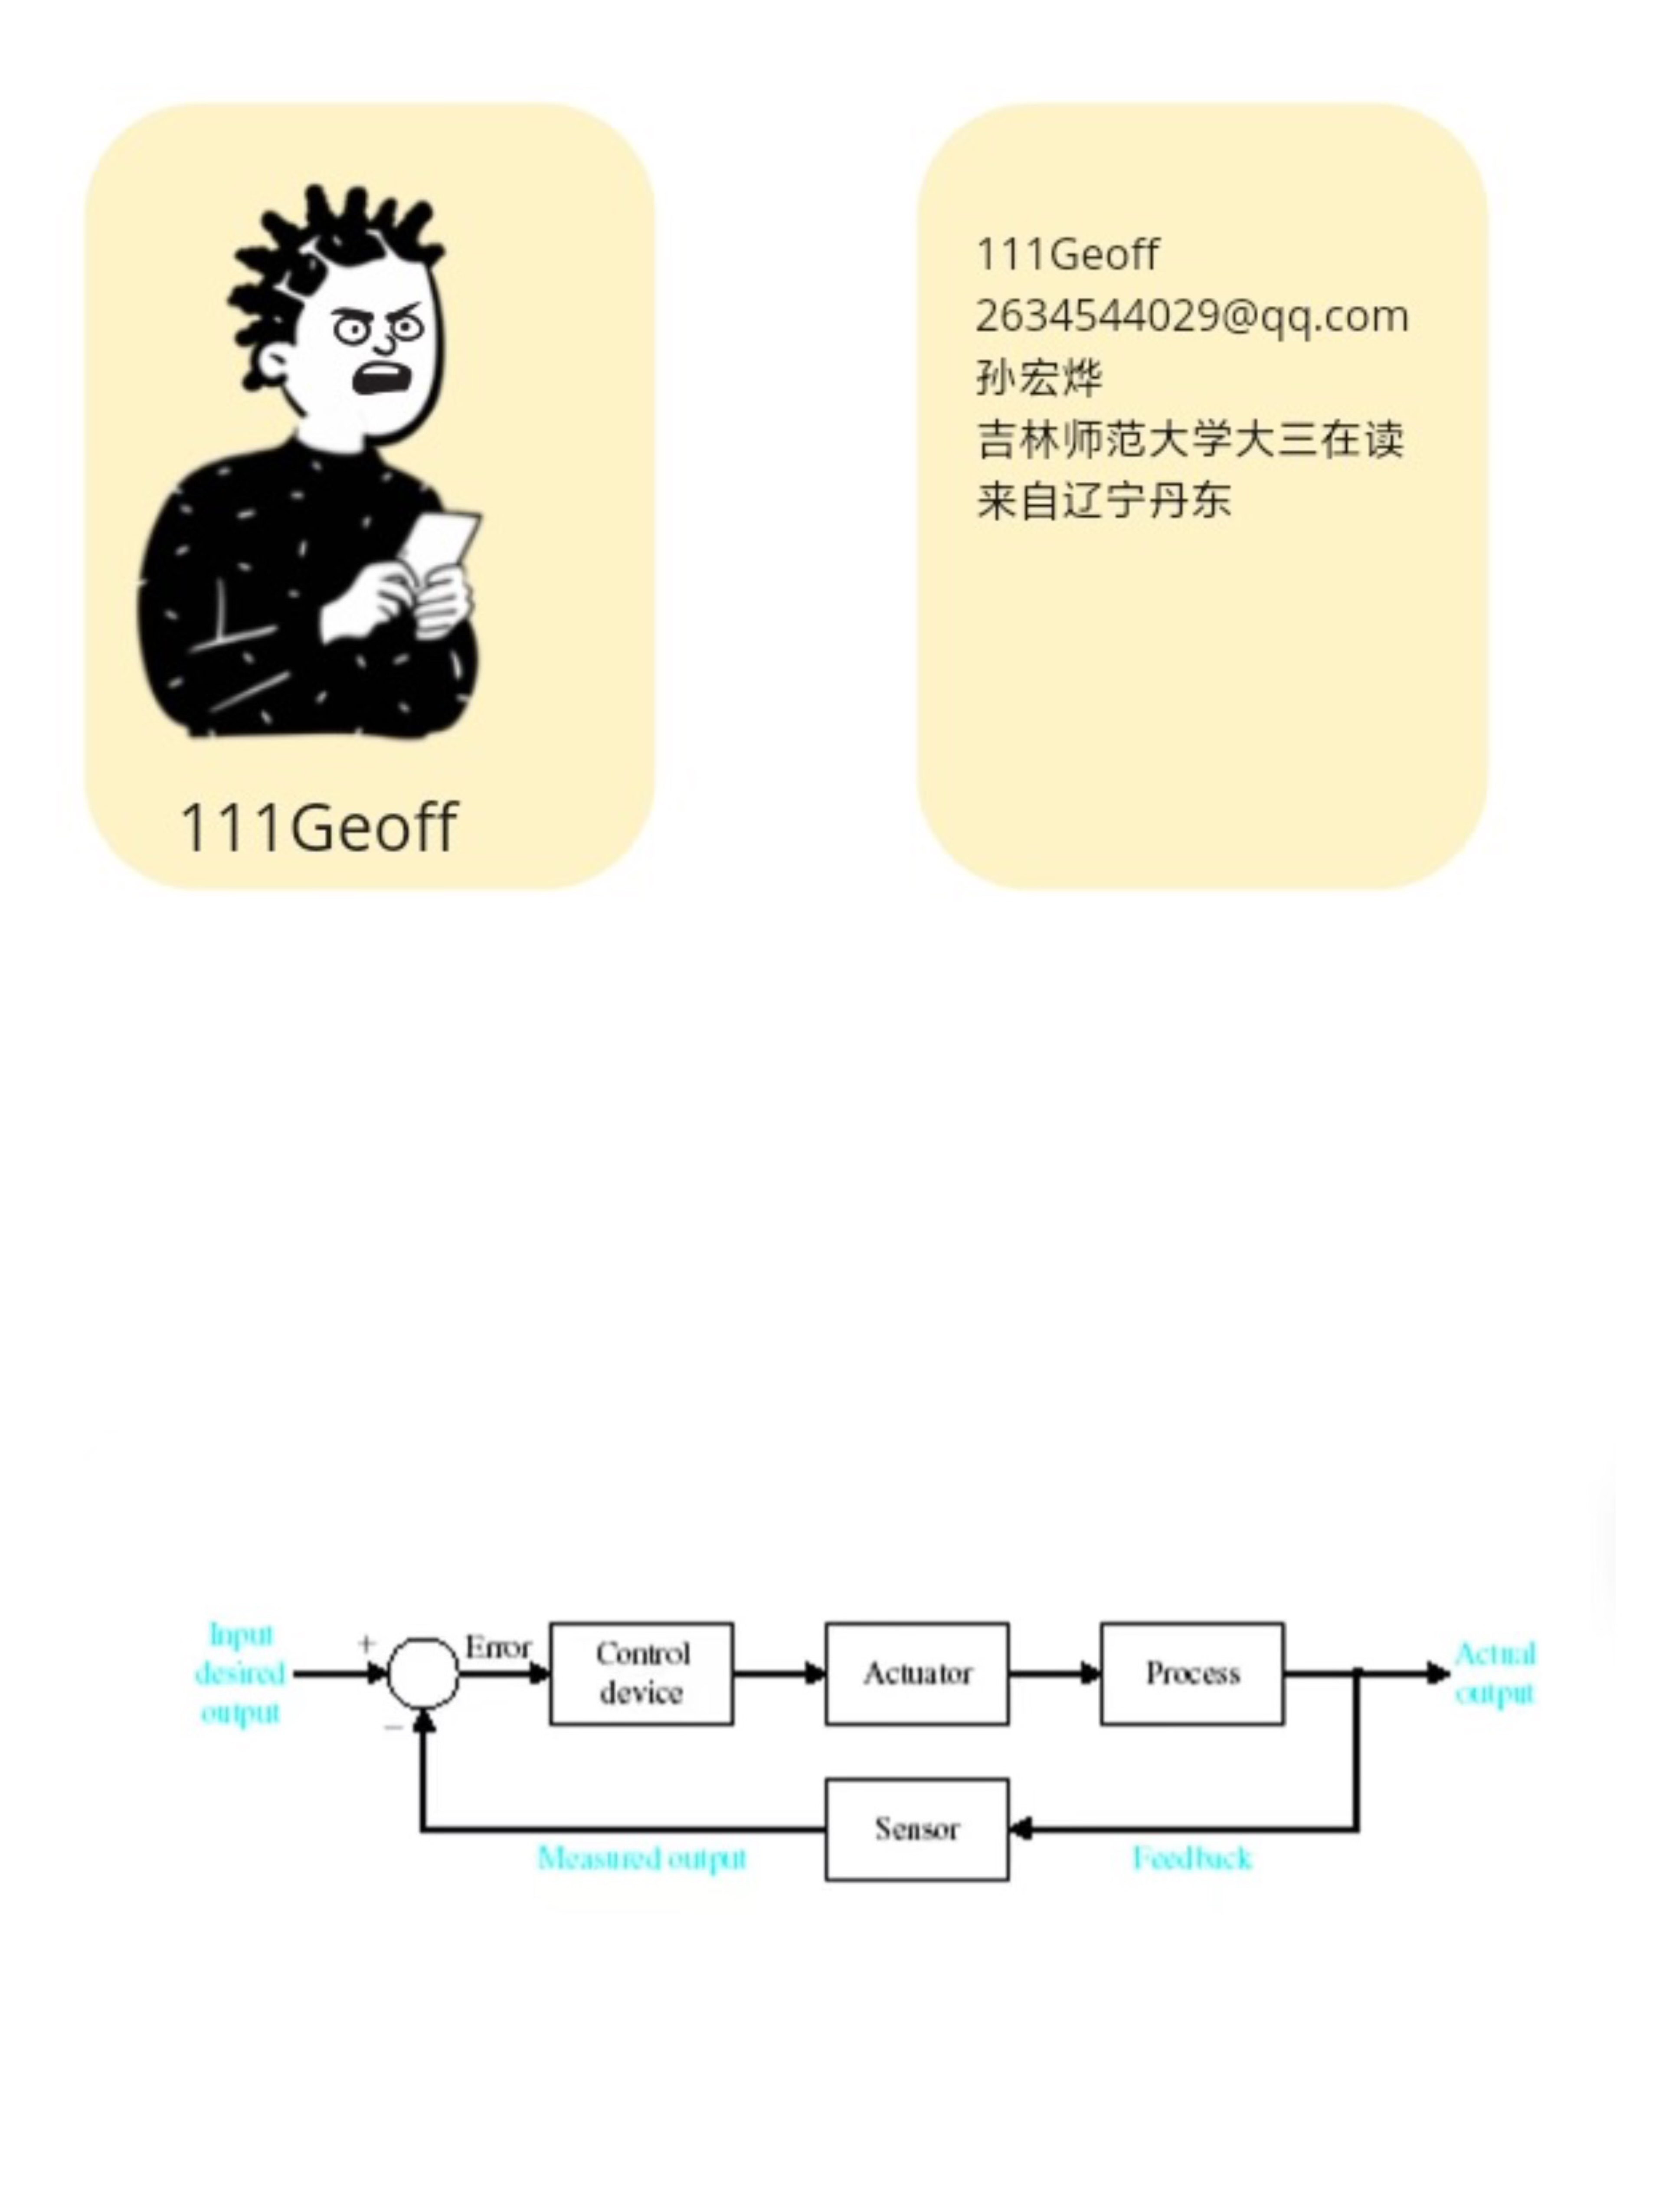 111Geoff
111Geoff
2634544029@qq.com
孙宏烨
吉林师范大学大三在读
来自辽宁丹东
Input
desired
output
+
−
Error
Control
device
Actuator
Process
Actual
output
Sensor
Measured output
Feedback